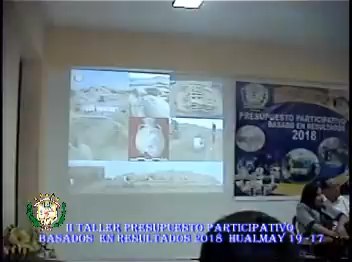 PRESUPUESTO PARTICIPATIVO
BASADO EN RESULTADOS
2018
II TALLER PRESUPUESTO PARTICIPATIVO
BASADOS EN RESULTADOS 2018 HUALMAY 19-17